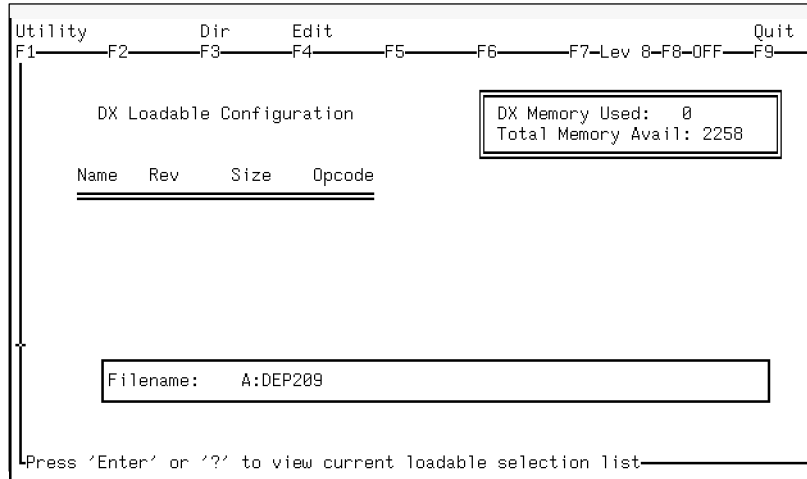 Utility Dir Edit Quit
F1 F2 F3 F4 F5 F6 F7-Lev 8-F8-OFF F9
DX Loadable Configuration
DX Memory Used: 0
Total Memory Avail: 2258
Name Rev Size Opcode
Filename: A:DEP209
Press 'Enter' or '?' to view current loadable selection list